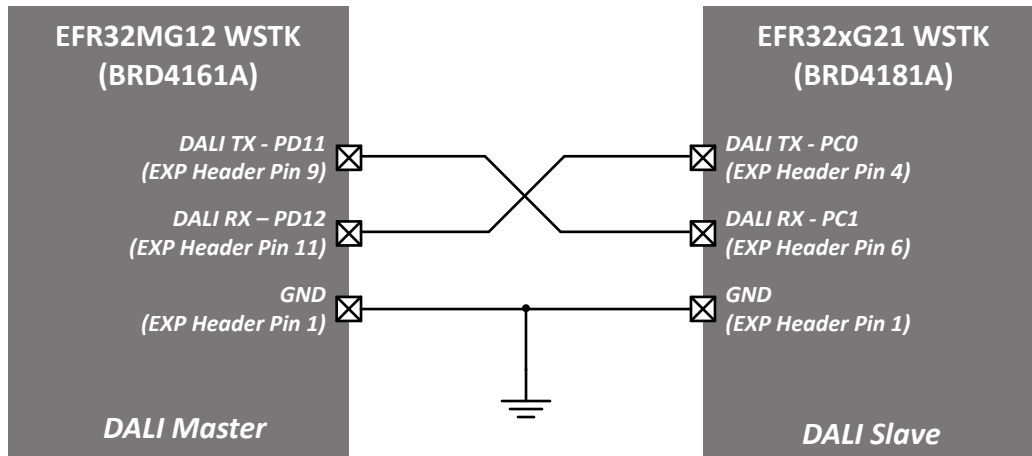 EFR32MG12 WSTK
(BRD4161A)
DALI TX - PD11
(EXP Header Pin 9)
DALI RX – PD12
(EXP Header Pin 11)
GND
(EXP Header Pin 1)
DALI Master
EFR32xG21 WSTK
(BRD4181A)
DALI TX - PC0
(EXP Header Pin 4)
DALI RX - PC1
(EXP Header Pin 6)
GND
(EXP Header Pin 1)
DALI Slave